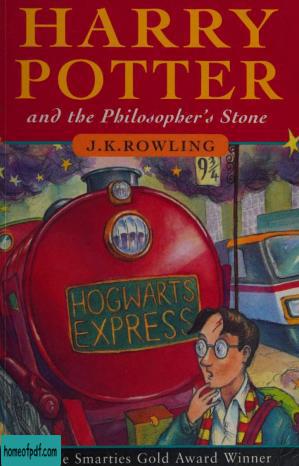 HARRY
POTTER
and the Philosopher's Stone
J.K.ROWLING
9¾
HOGWARTS
EXPRESS
Smarties Gold Award Winner
homeofpdf.com